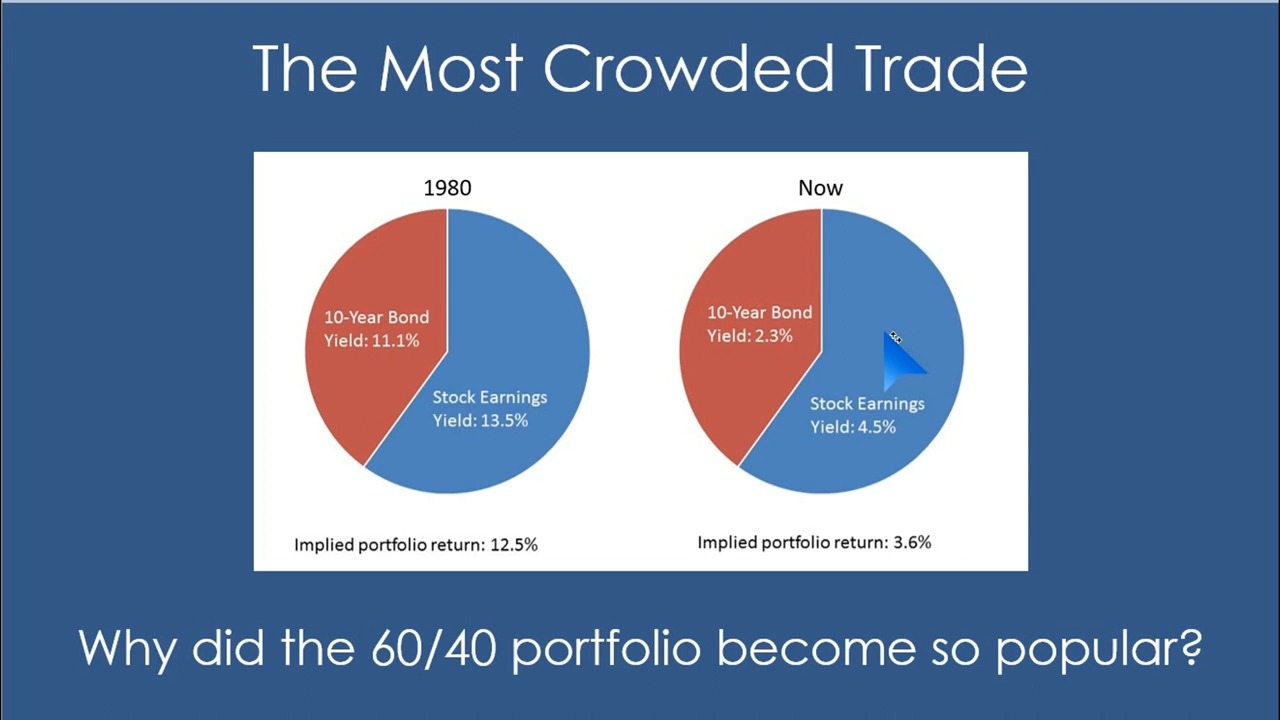 The Most Crowded Trade
1980
Now
10-Year Bond
Yield: 11.1%
Stock Earnings
Yield: 13.5%
10-Year Bond
Yield: 2.3%
Stock Earnings
Yield: 4.5%
Implied portfolio return: 12.5%
Implied portfolio return: 3.6%
Why did the 60/40 portfolio become so popular?